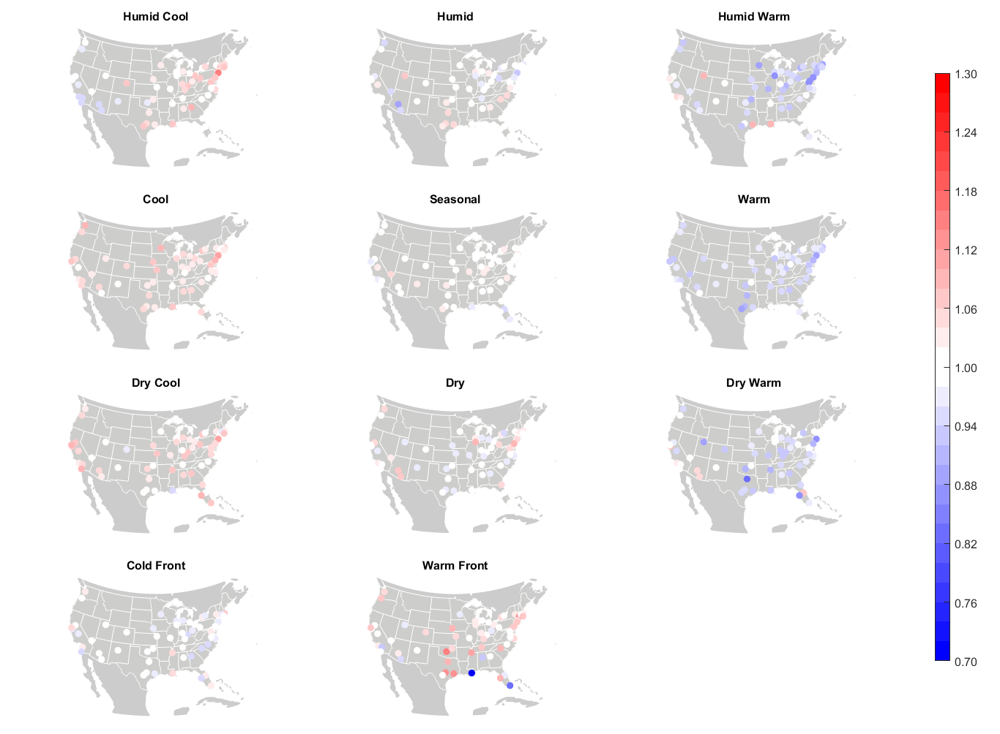 Humid Cool
Humid
Humid Warm
Cool
Seasonal
Warm
Dry Cool
Dry
Dry Warm
Cold Front
Warm Front
1.30
1.24
1.18
1.12
1.06
1.00
0.94
0.88
0.82
0.76
0.70